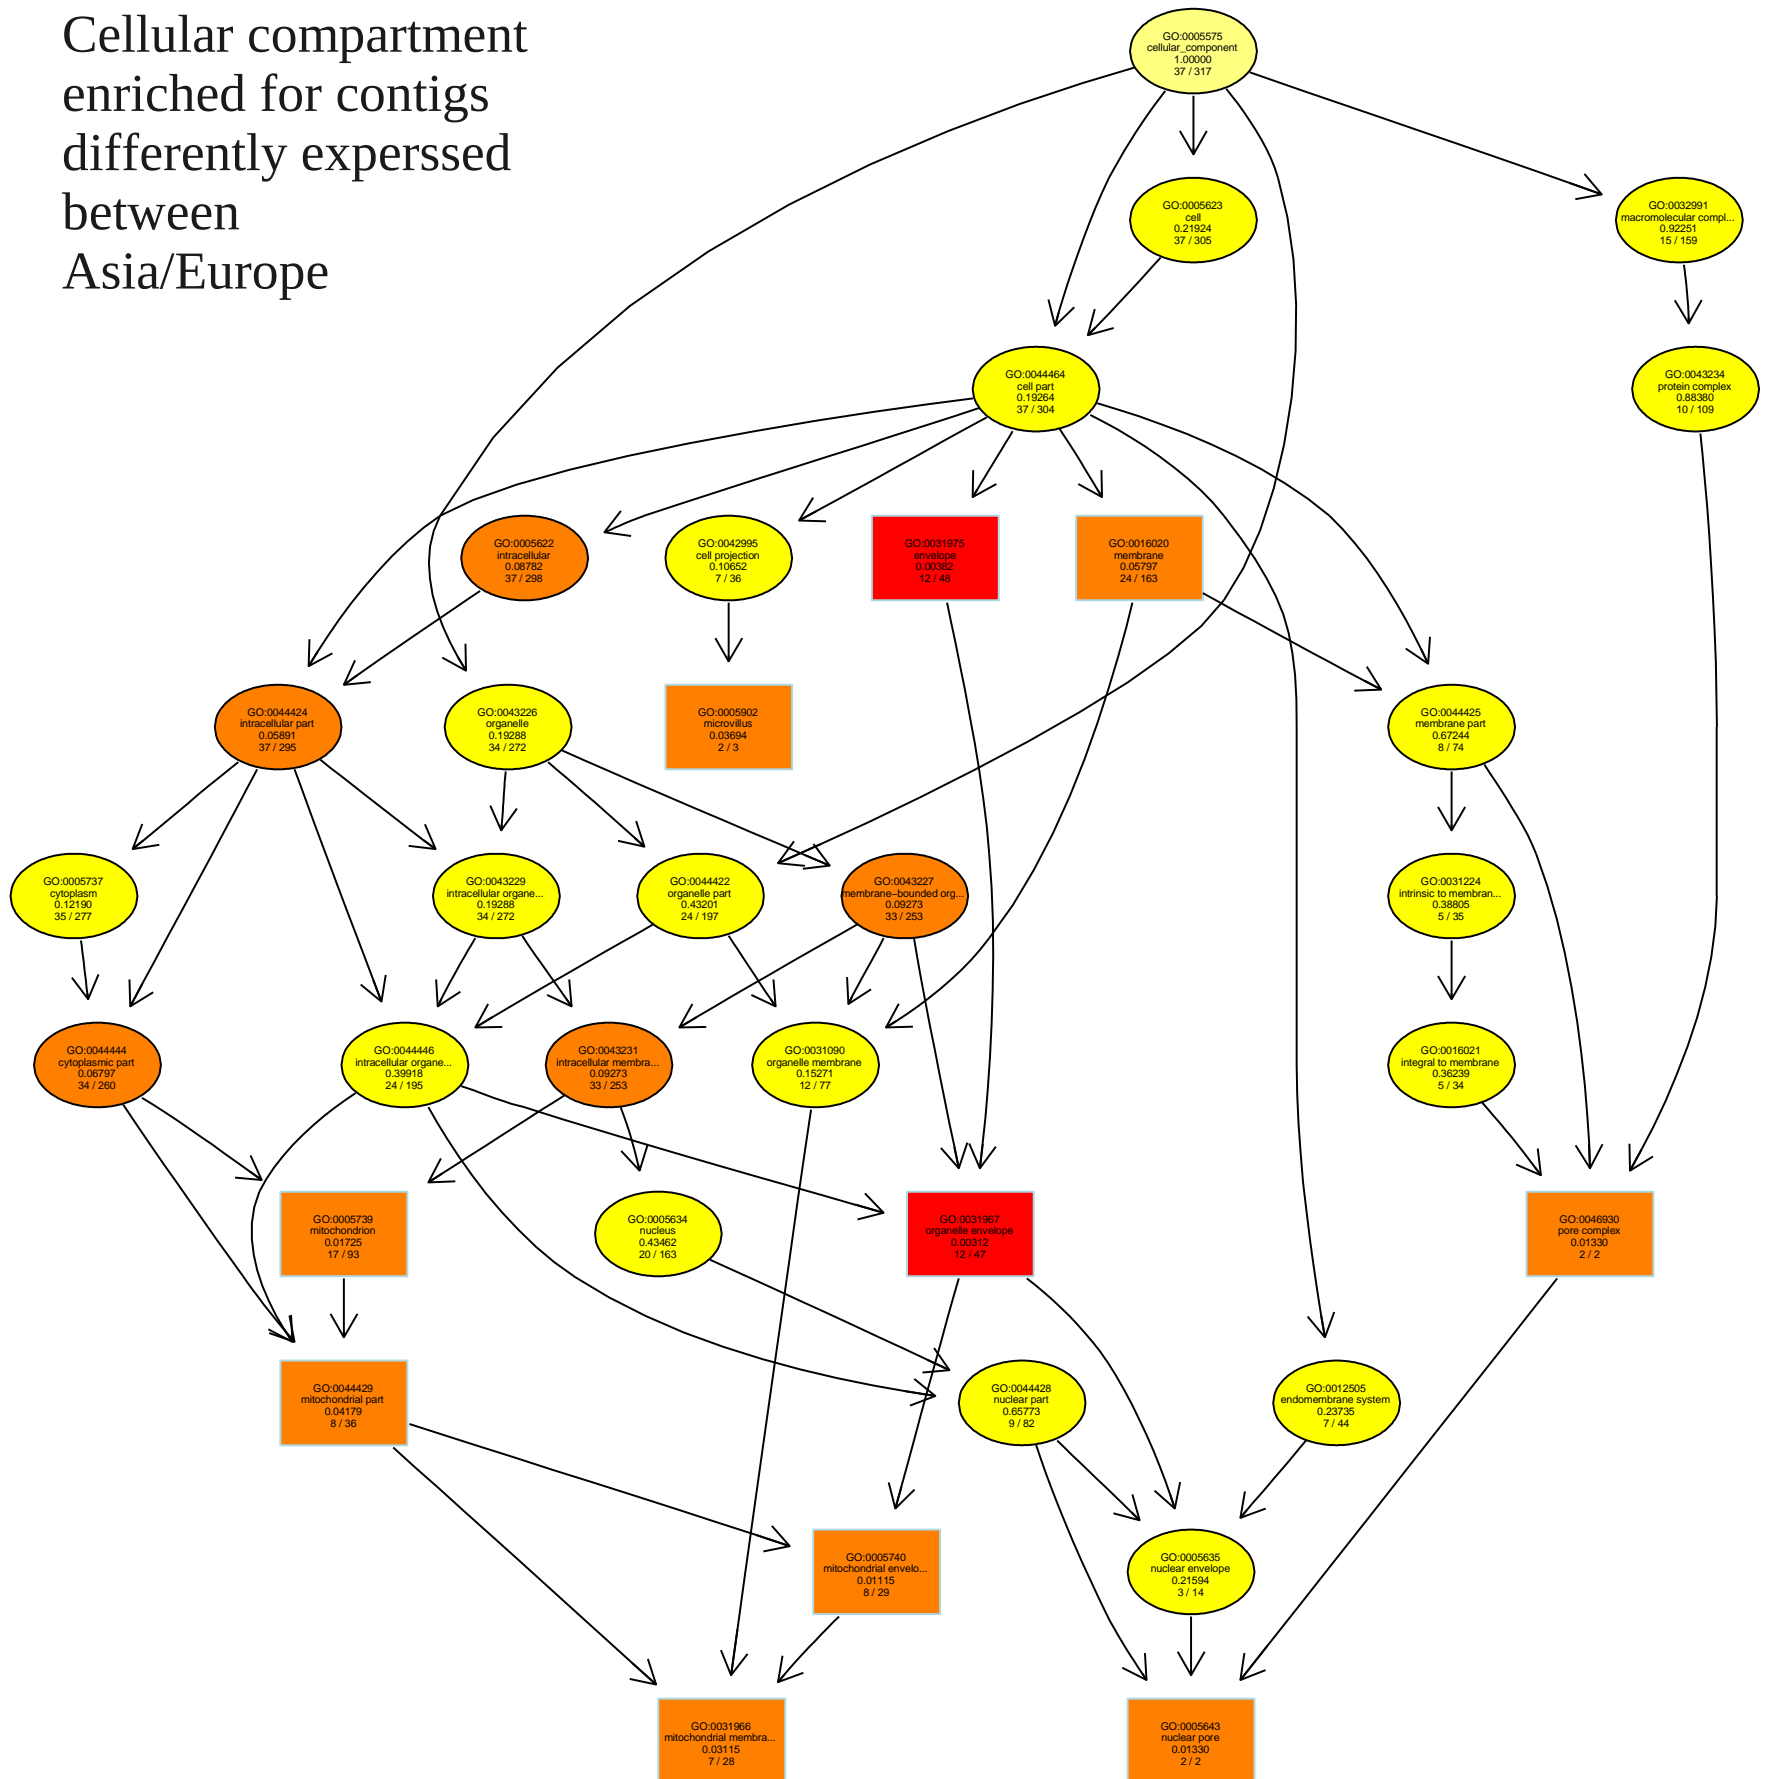 Cellular compartment
enriched for contigs
differently experssed
between
Asia/Europe
GO:0005575
cellular_component
1.00000
37 / 317
GO:0005623
cell
0.21924
37 / 305
GO:0032991
macromolecular compl...
0.92251
15 / 159
GO:0044464
cell part
0.19264
37 / 304
GO:0043234
protein complex
0.88380
10 / 109
GO:0005622
intracellular
0.08782
37 / 298
GO:0042995
cell projection
0.10652
7 / 36
GO:0031975
envelope
0.00382
12 / 48
GO:0016020
membrane
0.05797
24 / 163
GO:0044424
intracellular part
0.05891
37 / 295
GO:0043226
organelle
0.19288
34 / 272
GO:0005902
microvillus
0.03694
2 / 3
GO:0044425
membrane part
0.67244
8 / 74
GO:0005737
cytoplasm
0.12190
35 / 277
GO:0043229
intracellular organe...
0.19288
34 / 272
GO:0044422
organelle part
0.43201
24 / 197
GO:0043227
membrane−bounded org...
0.09273
33 / 253
GO:0031224
intrinsic to membran...
0.38805
5 / 35
GO:0044444
cytoplasmic part
0.06797
34 / 260
GO:0044446
intracellular organe...
0.39918
24 / 195
GO:0043231
intracellular membra...
0.09273
33 / 253
GO:0031090
organelle membrane
0.15271
12 / 77
GO:0016021
integral to membrane
0.36239
5 / 34
GO:0005739
mitochondrion
0.01725
17 / 93
GO:0005634
nucleus
0.43462
20 / 163
GO:0031967
organelle envelope
0.00312
12 / 47
GO:0046930
pore complex
0.01330
2 / 2
GO:0044429
mitochondrial part
0.04179
8 / 36
GO:0044428
nuclear part
0.65773
9 / 82
GO:0012505
endomembrane system
0.23735
7 / 44
GO:0005740
mitochondrial envelo...
0.01115
8 / 29
GO:0005635
nuclear envelope
0.21594
3 / 14
GO:0031966
mitochondrial membra...
0.03115
7 / 28
GO:0005643
nuclear pore
0.01330
2 / 2